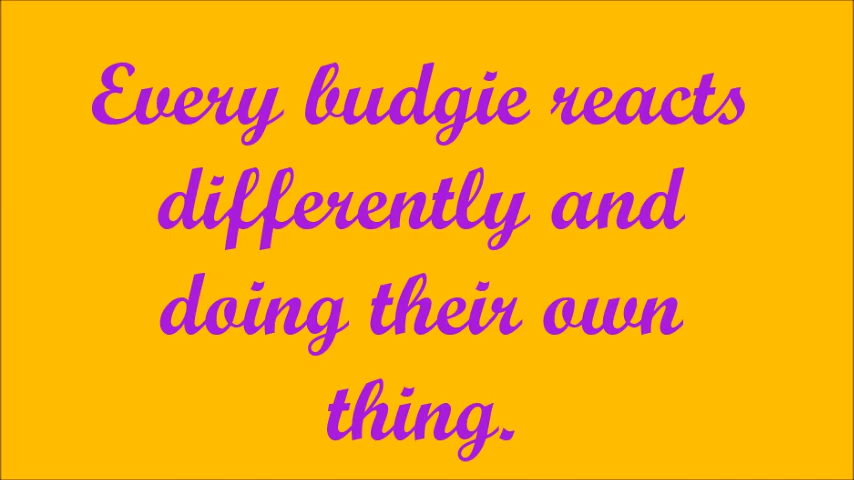 Every budgie reacts
differently and
doing their own
thing.